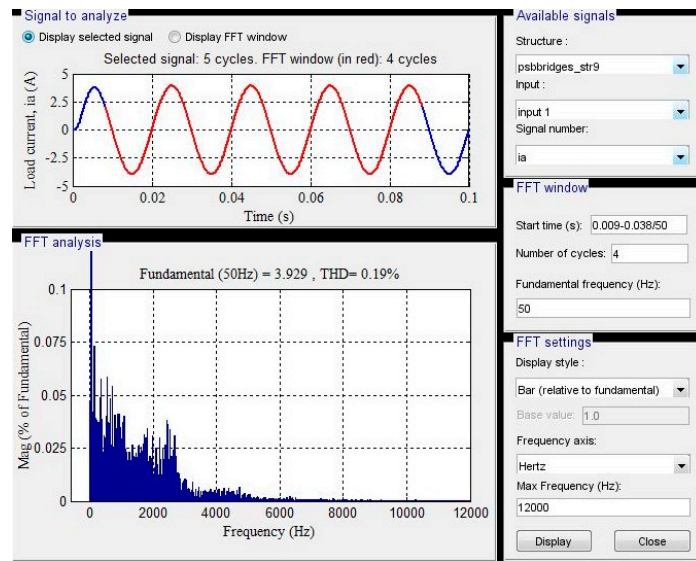 Signal to analyze
Display selected signal
Display FFT window
Selected signal: 5 cycles. FFT window (in red): 4 cycles
Load current, ia (A)
5
2.5
0
-2.5
-5
0
0.02
0.04
0.06
0.08
0.1
Time (s)
FFT analysis
Fundamental (50Hz) = 3.929 , THD= 0.19%
Mag (% of Fundamental)
0.1
0.075
0.05
0.025
0
0
2000
4000
6000
8000
10000
12000
Frequency (Hz)
Available signals
Structure :
psbbridges_str9
Input :
input 1
Signal number:
ia
FFT window
Start time (s): 0.009-0.038/50
Number of cycles: 4
Fundamental frequency (Hz):
50
FFT settings
Display style :
Bar (relative to fundamental)
Base value: 1.0
Frequency axis:
Hertz
Max Frequency (Hz):
12000
Display
Close